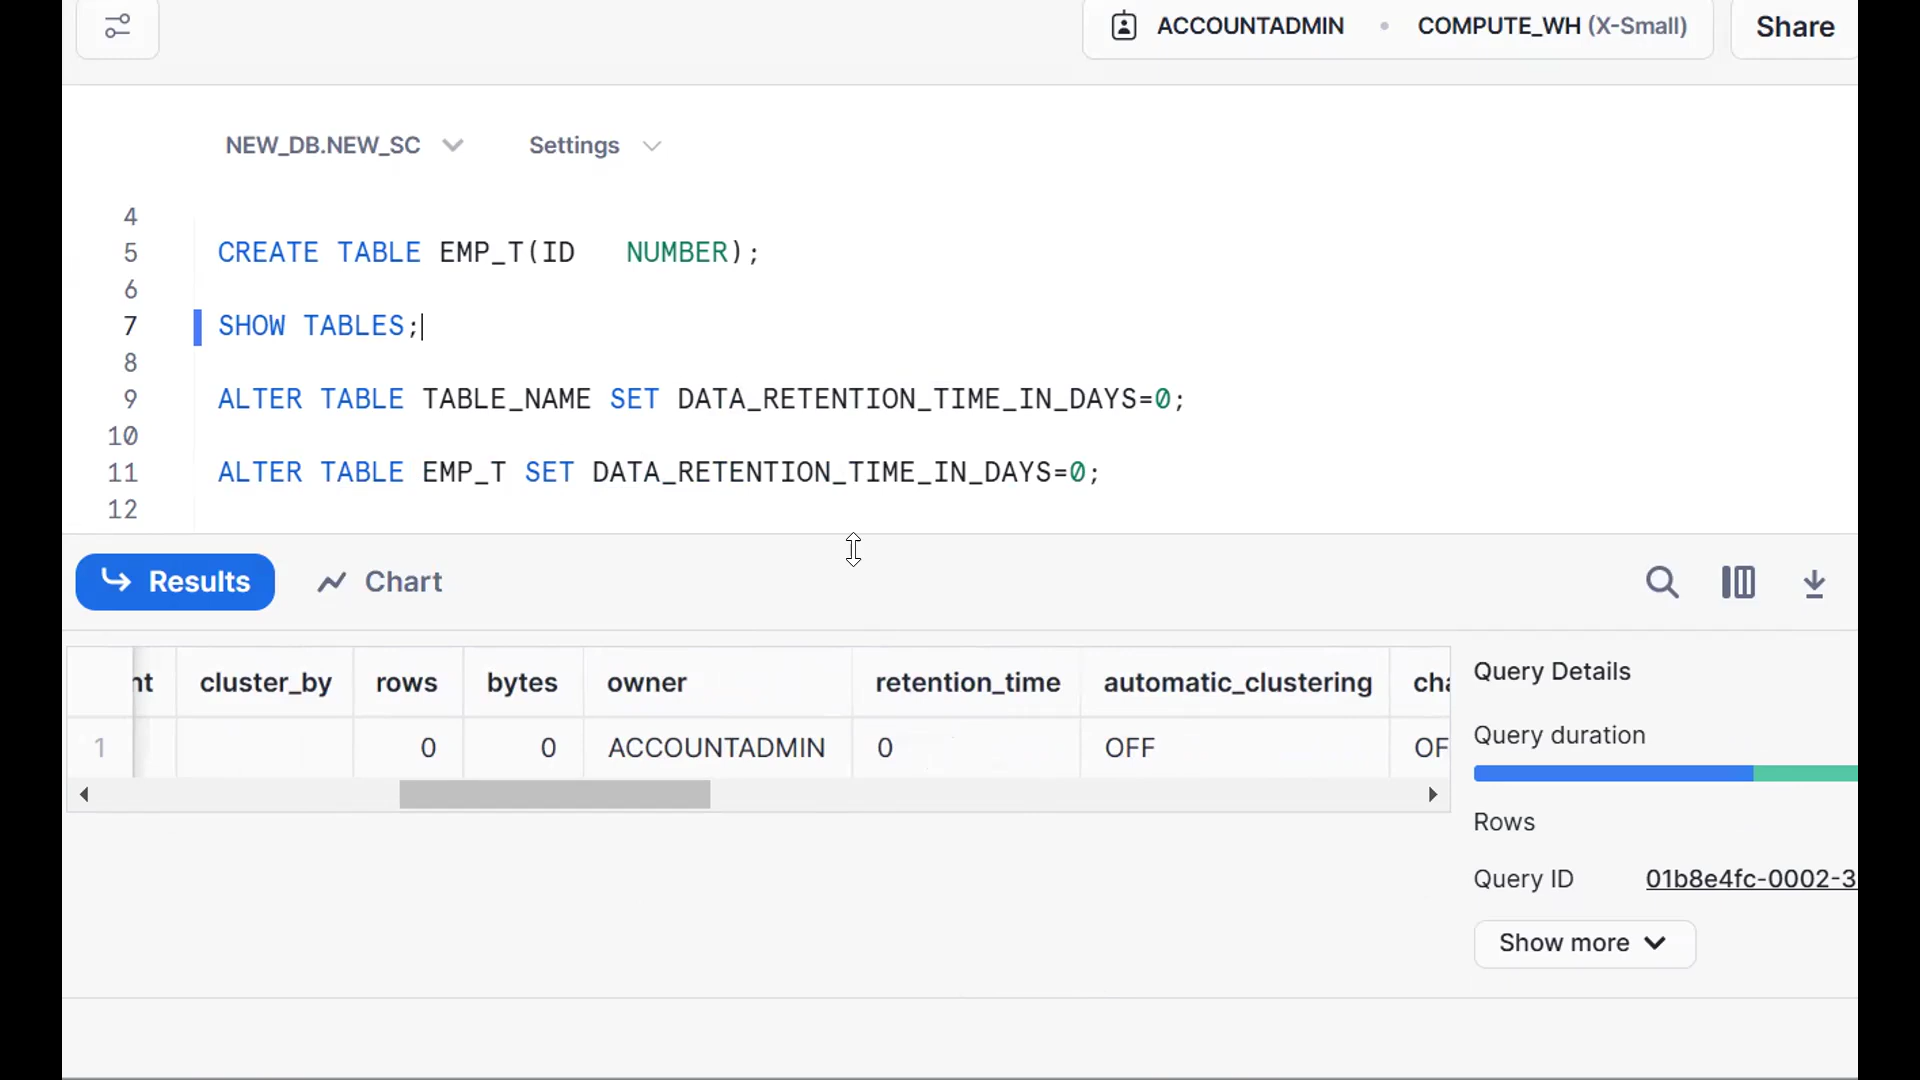 ACCOUNTADMIN • COMPUTE_WH (X-Small) Share
NEW_DB.NEW_SC Settings
4
5 CREATE TABLE EMP_T(ID   NUMBER);
6
7 SHOW TABLES;
8
9 ALTER TABLE TABLE_NAME SET DATA_RETENTION_TIME_IN_DAYS=0;
10
11 ALTER TABLE EMP_T SET DATA_RETENTION_TIME_IN_DAYS=0;
12
Results Chart
nt cluster_by rows bytes owner retention_time automatic_clustering cha
1 0 0 ACCOUNTADMIN 0 OFF OF
Query Details
Query duration
Rows
Query ID 01b8e4fc-0002-3
Show more